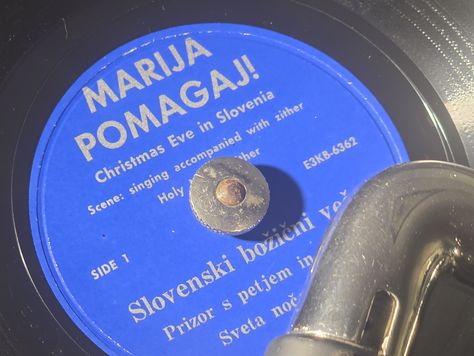 MARIJA
POMAGAJ!
Christmas Eve in Slovenia
Scene: singing accompanied with zither
Holy
E3KB-6362
SIDE 1
Slovenski božični
Prizor s petjem in
Sveta